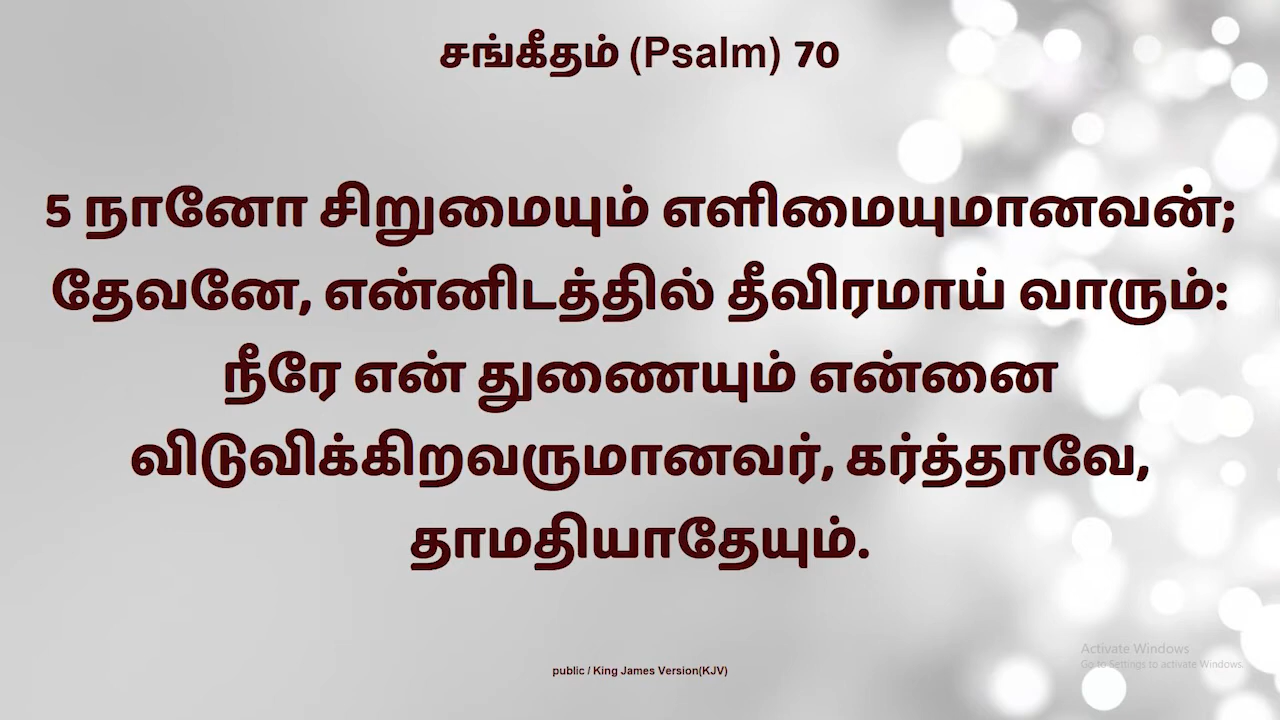 சங்கீதம் (Psalm) 70
5 நானோ சிறுமையும் எளிமையுமானவன்;
தேவனே, என்னிடத்தில் தீவிரமாய் வாரும்:
நீரே என் துணையும் என்னை
விடுவிக்கிறவருமானவர், கர்த்தாவே,
தாமதியாதேயும்.
Activate Windows
Go to Settings to activate Windows.
public / King James Version(KJV)